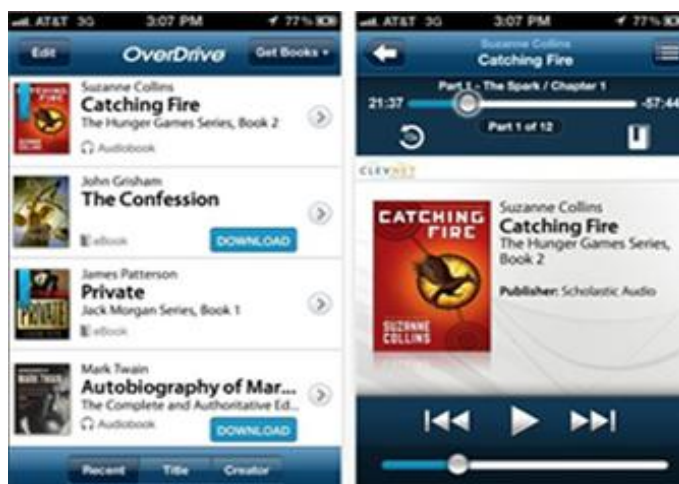 AT&T 3G 3:07 PM 77%
Edit OverDrive Get Books
Suzanne Collins
Catching Fire
The Hunger Games Series, Book 2
Audiobook
John Grisham
The Confession
eBook DOWNLOAD
James Patterson
Private
Jack Morgan Series, Book 1
eBook
PRIVATE
Mark Twain
Autobiography of Mar...
The Complete and Authoritative Ed...
Audiobook DOWNLOAD
Recent Title Creator
AT&T 3G 3:07 PM 77%
Suzanne Collins
Catching Fire
Part 1 - The Spark / Chapter 1
21:37 -57:44
Part 1 of 12
CLEVNET
CATCHING
FIRE
SUZANNE
COLLINS
Suzanne Collins
Catching Fire
The Hunger Games Series,
Book 2
Publisher: Scholastic Audio